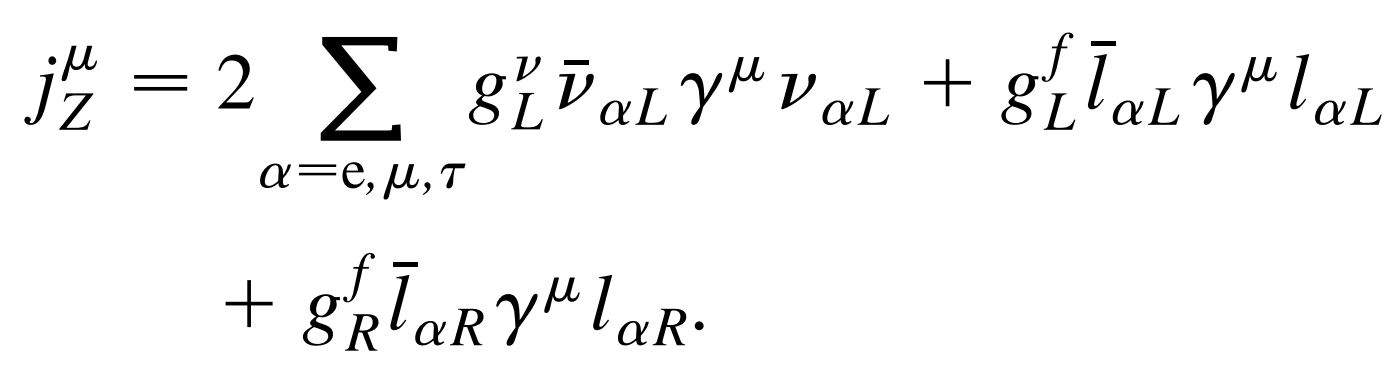 j_Z^μ = 2 ∑_{α=e,μ,τ} g_L^ν ν̄_{αL} γ^μ ν_{αL} + g_L^f l̄_{αL} γ^μ l_{αL}
+ g_R^f l̄_{αR} γ^μ l_{αR}.